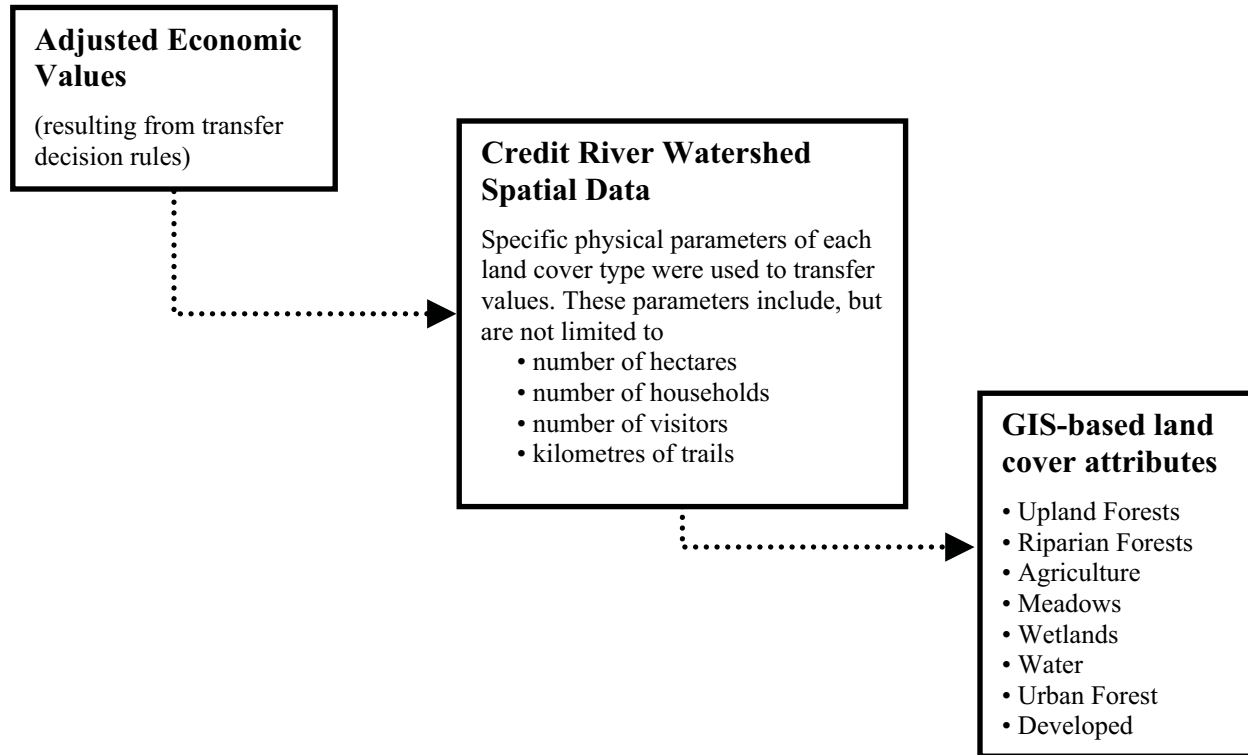 Adjusted Economic
Values
(resulting from transfer
decision rules)
Credit River Watershed
Spatial Data
Specific physical parameters of each
land cover type were used to transfer
values. These parameters include, but
are not limited to
• number of hectares
• number of households
• number of visitors
• kilometres of trails
GIS-based land
cover attributes
• Upland Forests
• Riparian Forests
• Agriculture
• Meadows
• Wetlands
• Water
• Urban Forest
• Developed